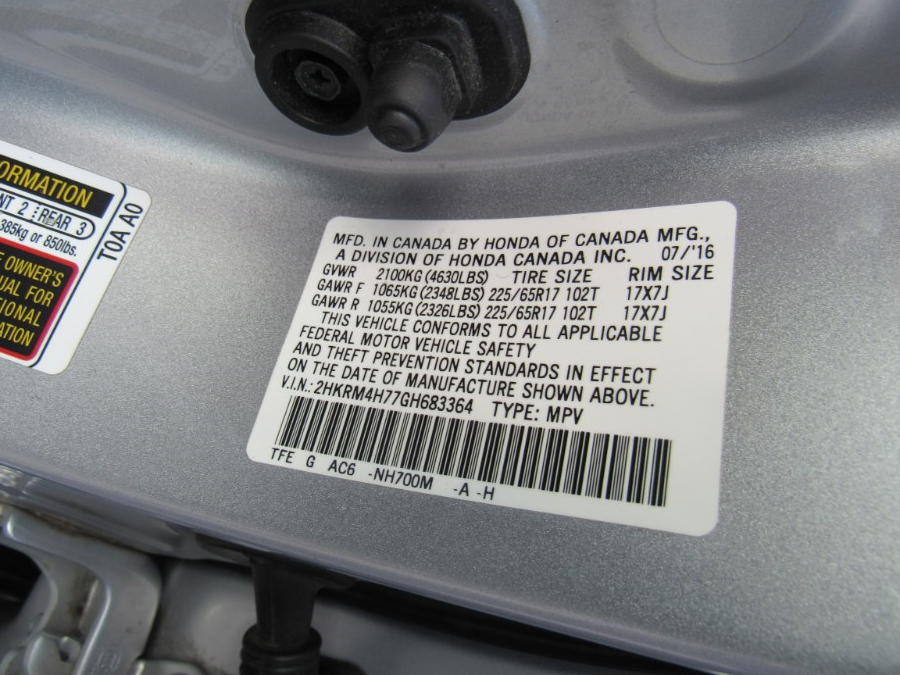 ORMATION
NT 2 REAR 3
385kg or 850lbs.
E OWNER'S
UAL FOR
IONAL
ATION
T0A A0
MFD. IN CANADA BY HONDA OF CANADA MFG.,
A DIVISION OF HONDA CANADA INC. 07/'16
GVWR 2100KG (4630LBS) TIRE SIZE RIM SIZE
GAWR F 1065KG (2348LBS) 225/65R17 102T 17X7J
GAWR R 1055KG (2326LBS) 225/65R17 102T 17X7J
THIS VEHICLE CONFORMS TO ALL APPLICABLE
FEDERAL MOTOR VEHICLE SAFETY
AND THEFT PREVENTION STANDARDS IN EFFECT
ON THE DATE OF MANUFACTURE SHOWN ABOVE.
V.I.N.: 2HKRM4H77GH683364 TYPE: MPV
TFE G AC6 -NH700M -A -H